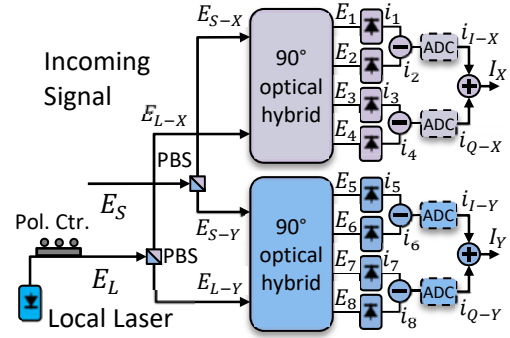 Incoming
Signal
E_{S-X}
E_{L-X}
90°
optical
hybrid
E_1
i_1
E_2
i_2
E_3
i_3
E_4
i_4
ADC
i_{I-X}
I_X
ADC
i_{Q-X}
PBS
E_S
E_{S-Y}
Pol. Ctr.
PBS
E_L
E_{L-Y}
Local Laser
90°
optical
hybrid
E_5
i_5
E_6
i_6
E_7
i_7
E_8
i_8
ADC
i_{I-Y}
I_Y
ADC
i_{Q-Y}